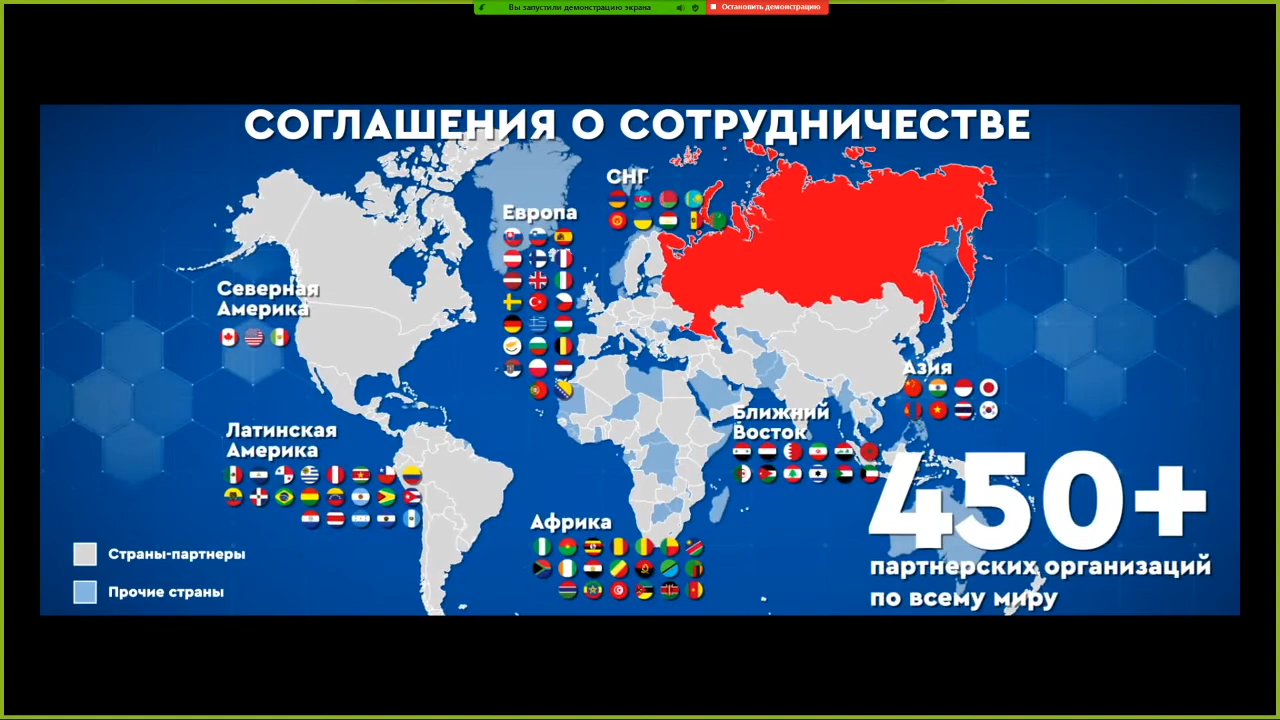 Вы запустили демонстрацию экрана
Остановить демонстрацию
СОГЛАШЕНИЯ О СОТРУДНИЧЕСТВЕ
СНГ
Европа
Северная
Америка
Азия
Ближний
Восток
Латинская
Америка
450+
Африка
Страны-партнеры
партнерских организаций
Прочие страны
по всему миру